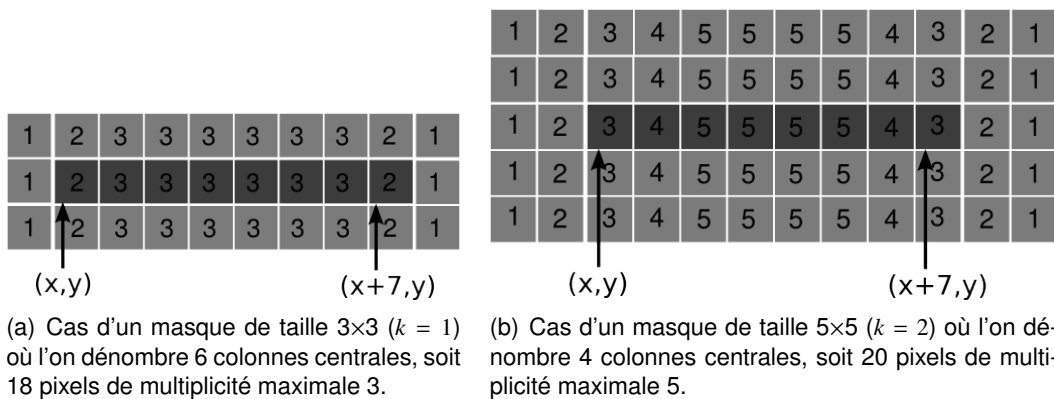 1 2 3 3 3 3 3 3 2 1
1 2 3 3 3 3 3 3 2 1
1 2 3 3 3 3 3 3 2 1
(x,y) (x+7,y)
(a) Cas d'un masque de taille 3×3 (k = 1)
où l'on dénombre 6 colonnes centrales, soit
18 pixels de multiplicité maximale 3.
1 2 3 4 5 5 5 5 4 3 2 1
1 2 3 4 5 5 5 5 4 3 2 1
1 2 3 4 5 5 5 5 4 3 2 1
1 2 3 4 5 5 5 5 4 3 2 1
1 2 3 4 5 5 5 5 4 3 2 1
(x,y) (x+7,y)
(b) Cas d'un masque de taille 5×5 (k = 2) où l'on dé-
nombre 4 colonnes centrales, soit 20 pixels de multi-
plicité maximale 5.